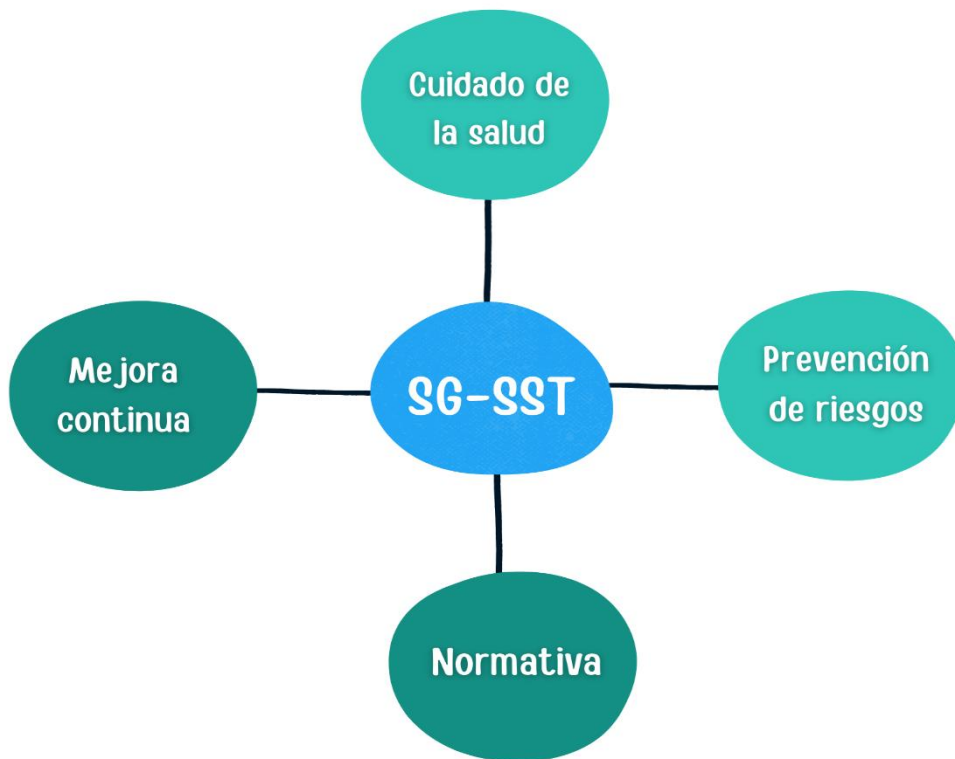 Cuidado de
la salud
Mejora
continua
SG-SST
Prevención
de riesgos
Normativa